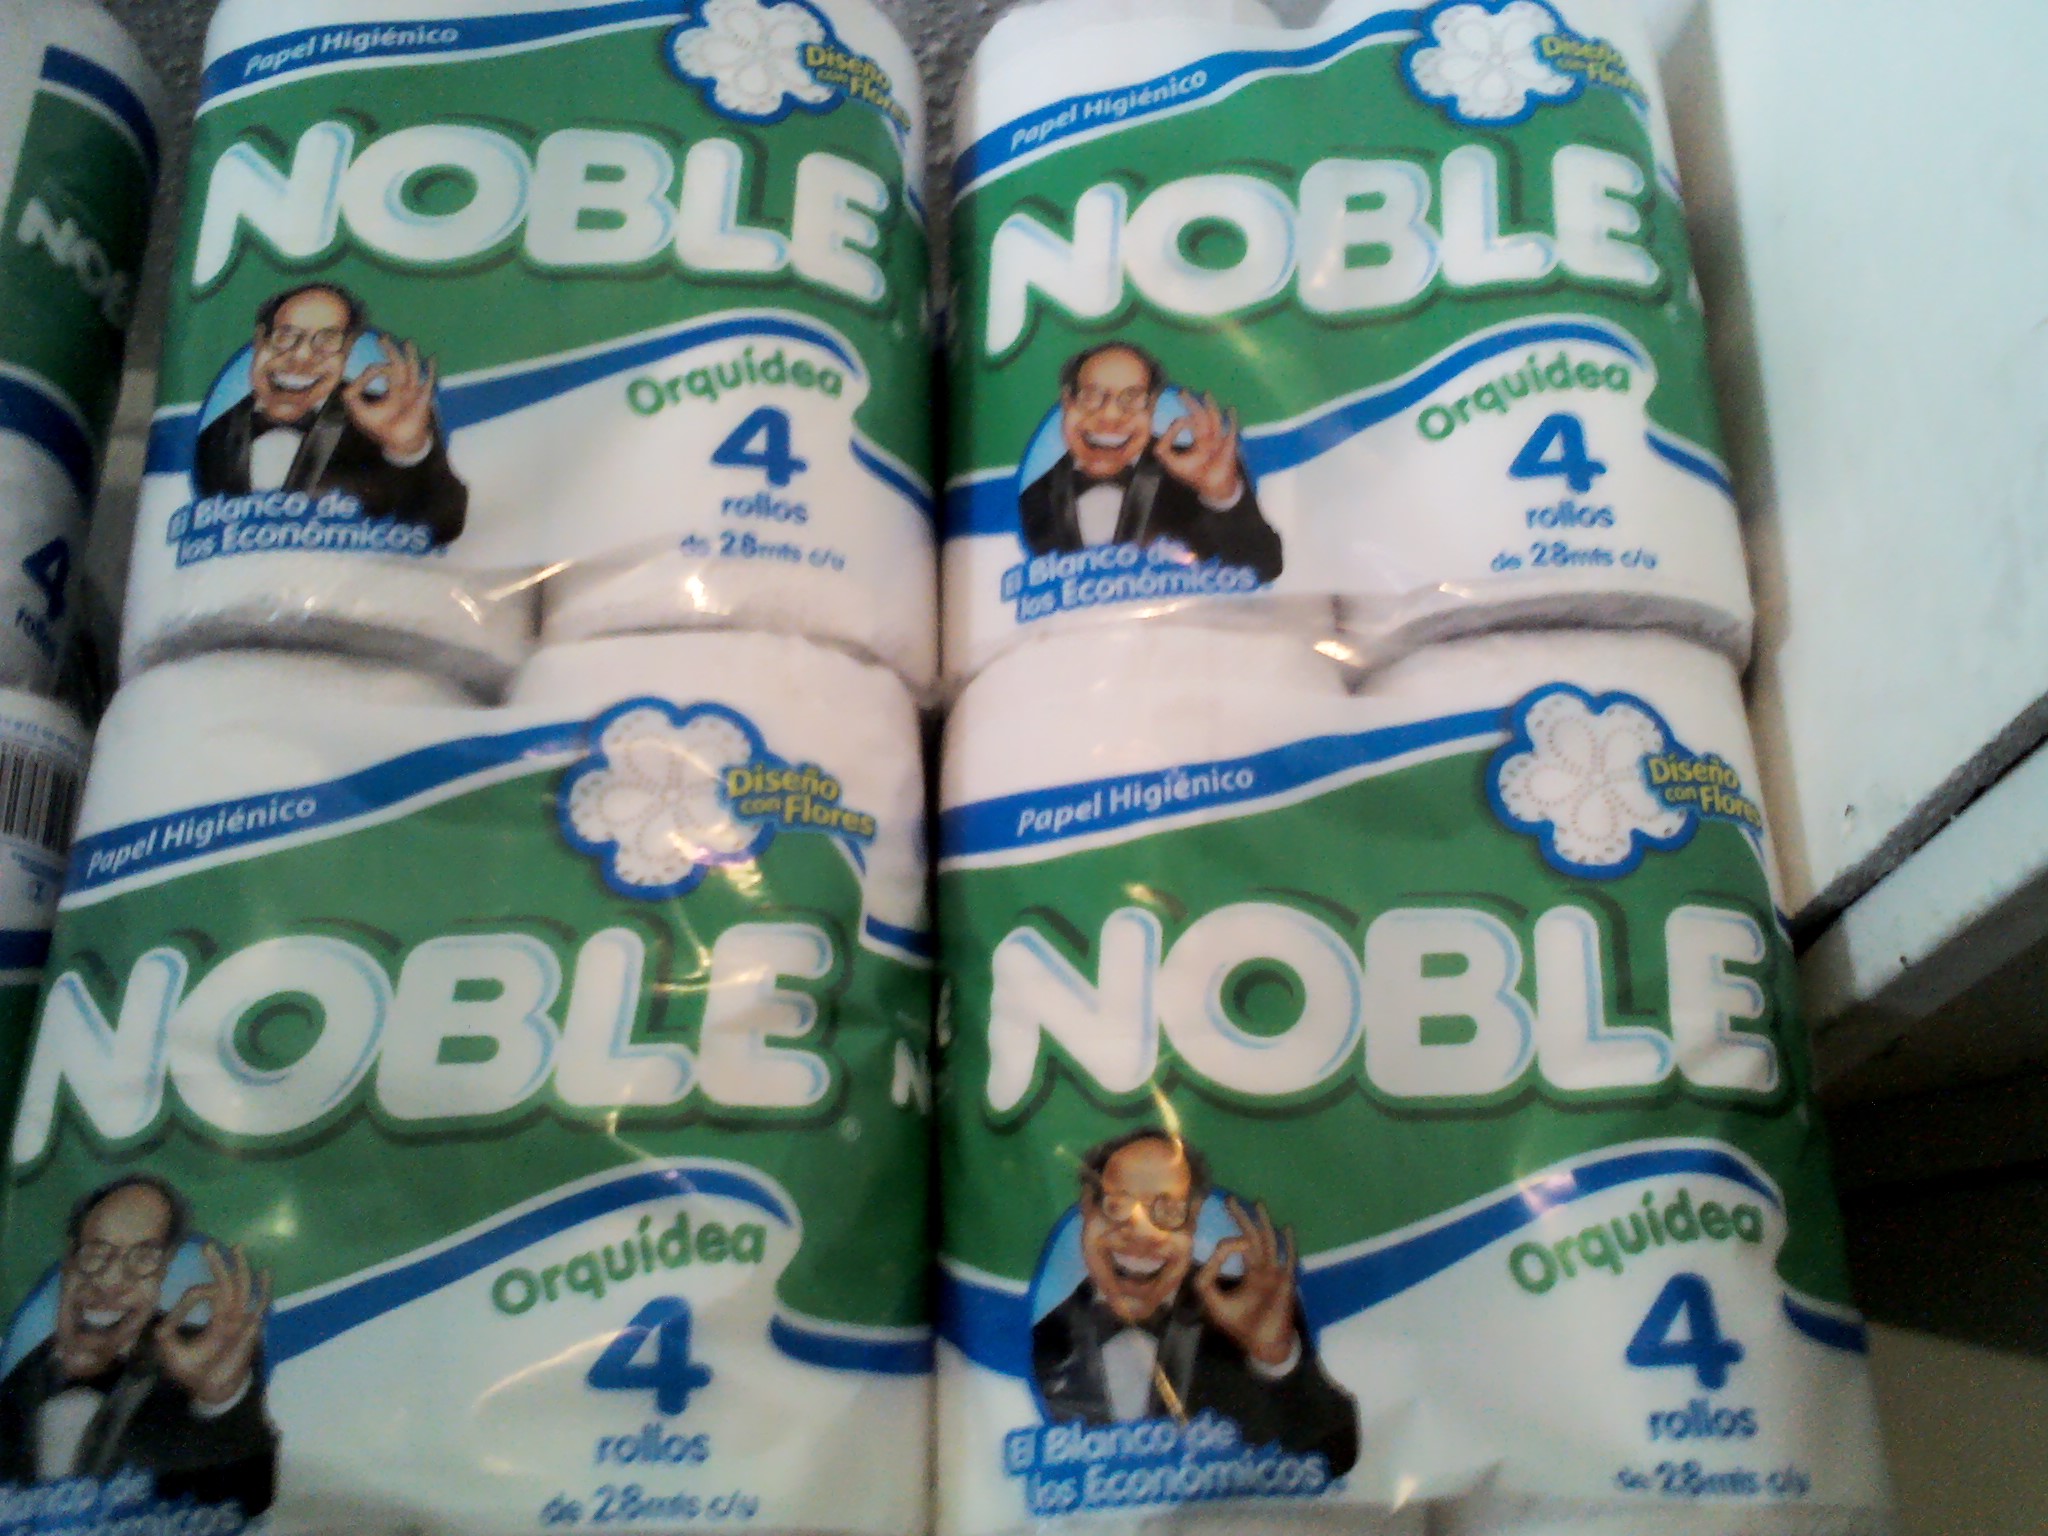 Papel Higiénico
Diseño
con
Flores
NOBLE
Orquídea
4
rollos
de 28mts c/u
El Blanco de
los Económicos
Papel Higiénico
Diseño
con
Flores
NOBLE
Orquídea
4
rollos
de 28mts c/u
El Blanco de
los Económicos
4
Papel Higiénico
Diseño
con
Flores
NOBLE
Orquídea
4
rollos
de 28mts c/u
Papel Higiénico
Diseño
con
Flores
NOBLE
Orquídea
4
rollos
de 28mts c/u
El Blanco de
los Económicos